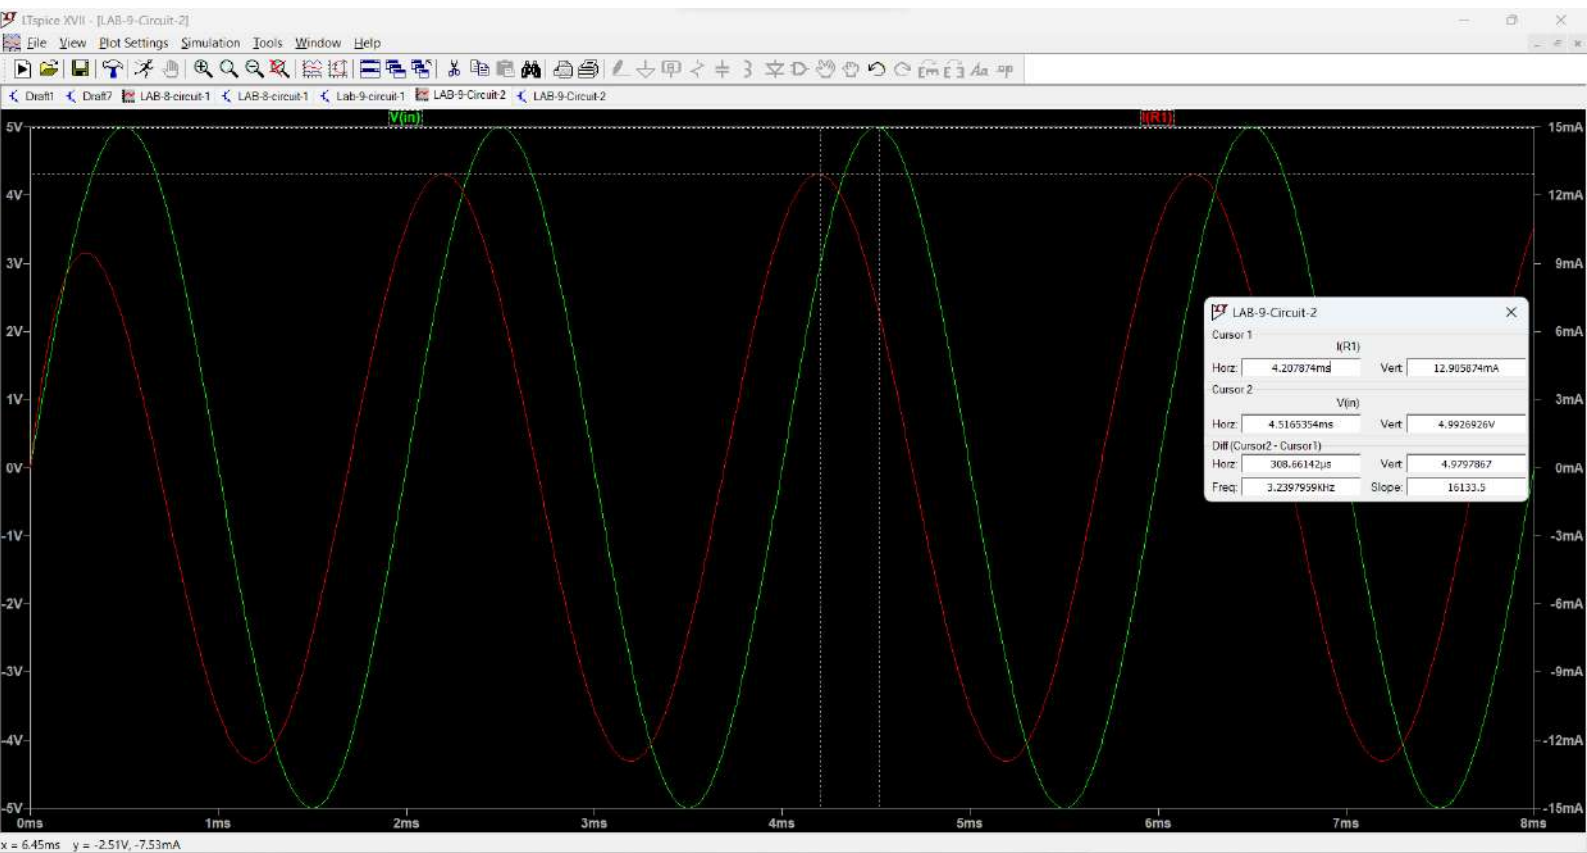 LTspice XVII - [LAB-9-Circuit-2]
File View Plot Settings Simulation Tools Window Help
Draft1 Draft7 LAB-8-circuit-1 LAB-8-circuit-1 Lab-9-circuit-1 LAB-9-Circuit-2 LAB-9-Circuit-2
V(in) I(R1)
5V 15mA
4V 12mA
3V 9mA
2V 6mA
1V 3mA
0V 0mA
-1V -3mA
-2V -6mA
-3V -9mA
-4V -12mA
-5V -15mA
0ms 1ms 2ms 3ms 4ms 5ms 6ms 7ms 8ms
LAB-9-Circuit-2
Cursor 1
I(R1)
Horz: 4.207874ms Vert: 12.905874mA
Cursor 2
V(in)
Horz: 4.5165354ms Vert: 4.9926926V
Diff (Cursor2 - Cursor1)
Horz: 308.66142µs Vert: 4.9797867
Freq: 3.2397959KHz Slope: 16133.5
x = 6.45ms y = -2.51V, -7.53mA